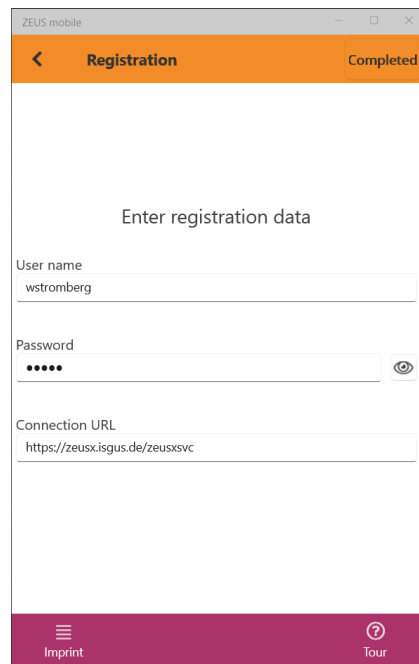 ZEUS mobile
Registration
Completed
Enter registration data
User name
wstromberg
Password
•••••
Connection URL
https://zeusx.isgus.de/zeusxsvc
Imprint
Tour